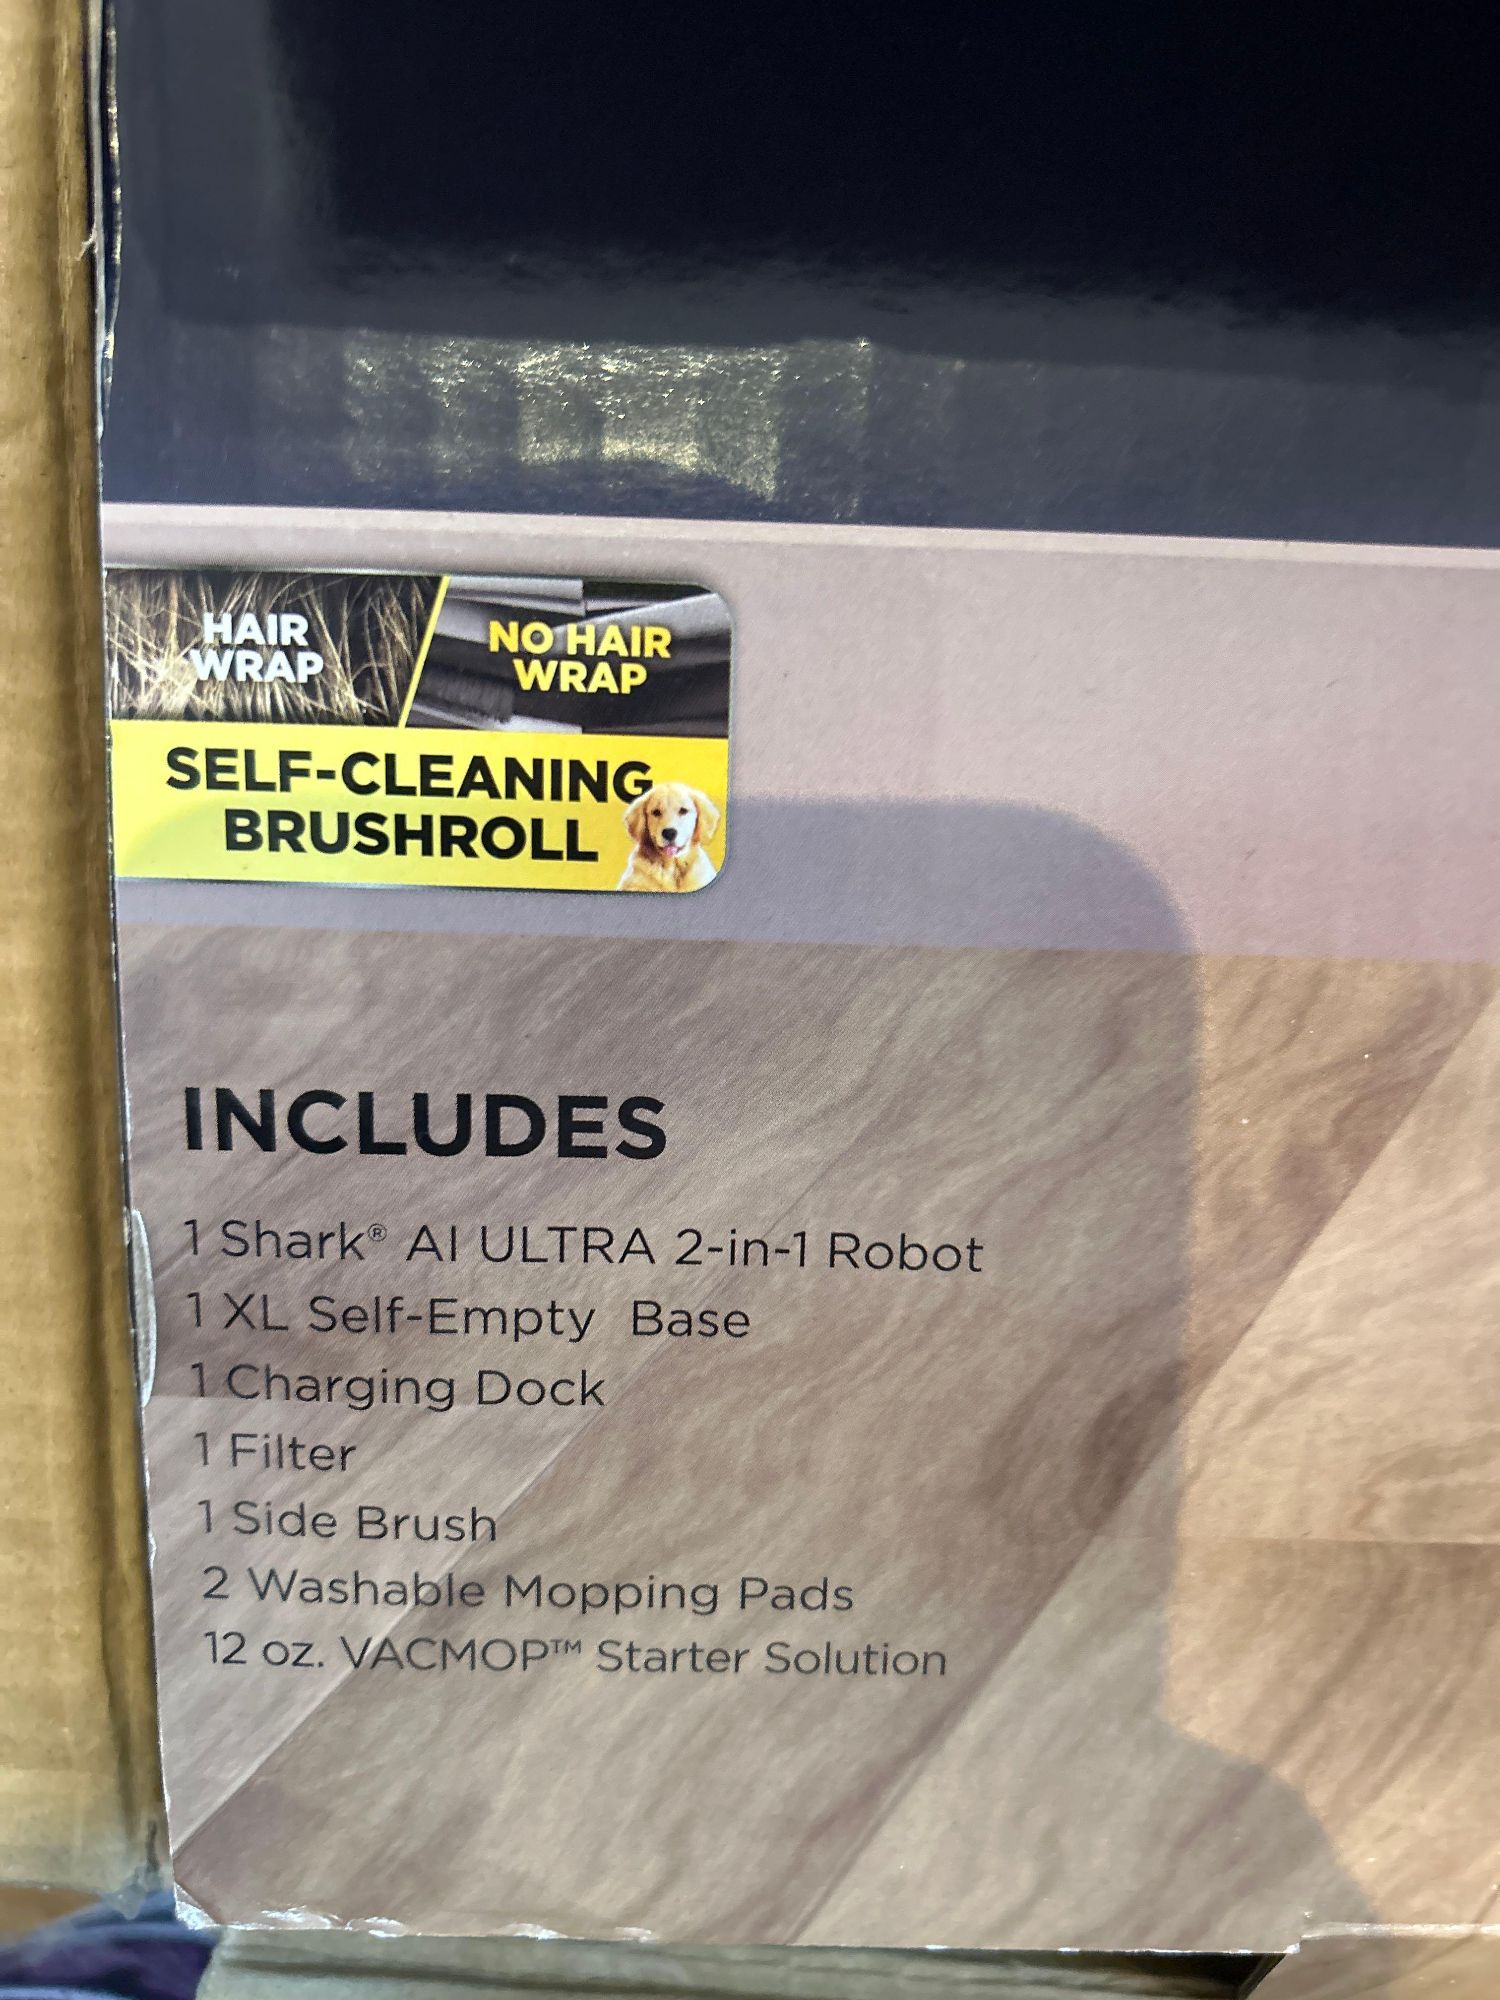 HAIR
WRAP
NO HAIR
WRAP
SELF-CLEANING
BRUSHROLL
INCLUDES
1 Shark® AI ULTRA 2-in-1 Robot
1 XL Self-Empty Base
1 Charging Dock
1 Filter
1 Side Brush
2 Washable Mopping Pads
12 oz. VACMOP™ Starter Solution